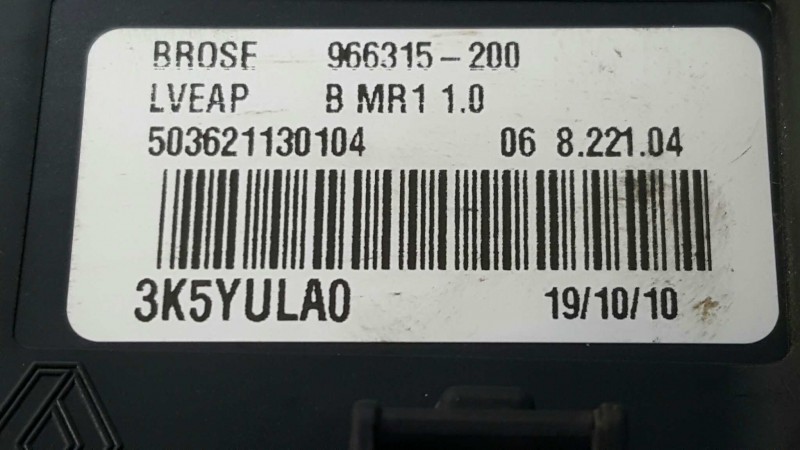 BROSE 966315-200
LVEAP B MR1 1.0
503621130104 06 8.221.04
3K5YULA0 19/10/10